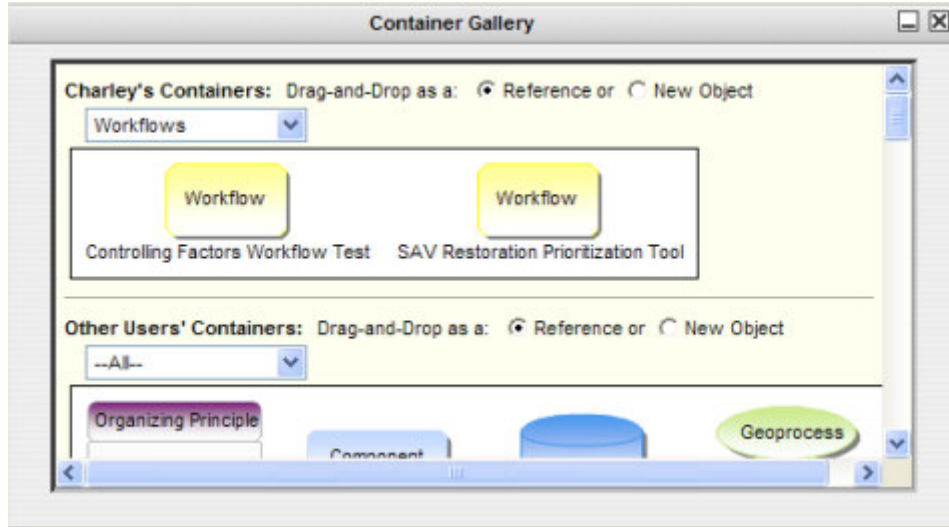 Container Gallery
Charley's Containers: Drag-and-Drop as a: Reference or New Object
Workflows
Workflow Workflow
Controlling Factors Workflow Test SAV Restoration Prioritization Tool
Other Users' Containers: Drag-and-Drop as a: Reference or New Object
--All--
Organizing Principle
Geoprocess
Component